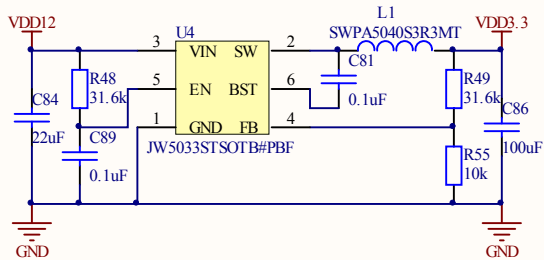 L1
VDD12
U4
SWPA5040S3R3MT
VDD3.3
3
VIN
SW
2
R48
31.6k
5
EN
BST
6
C81
0.1uF
R49
31.6k
C84
22uF
C89
0.1uF
1
GND
FB
4
JW5033STSOTB#PBF
C86
100uF
R55
10k
GND
GND